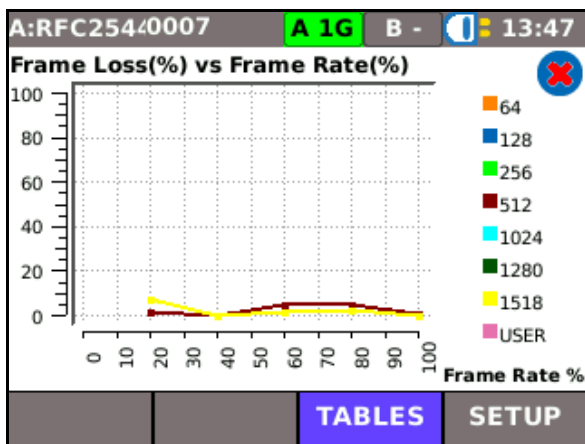 A:RFC25440007 A 1G B - 13:47
Frame Loss(%) vs Frame Rate(%)
100
80
60
40
20
0
0 10 20 30 40 50 60 70 80 90 100
64
128
256
512
1024
1280
1518
USER
Frame Rate %
TABLES SETUP